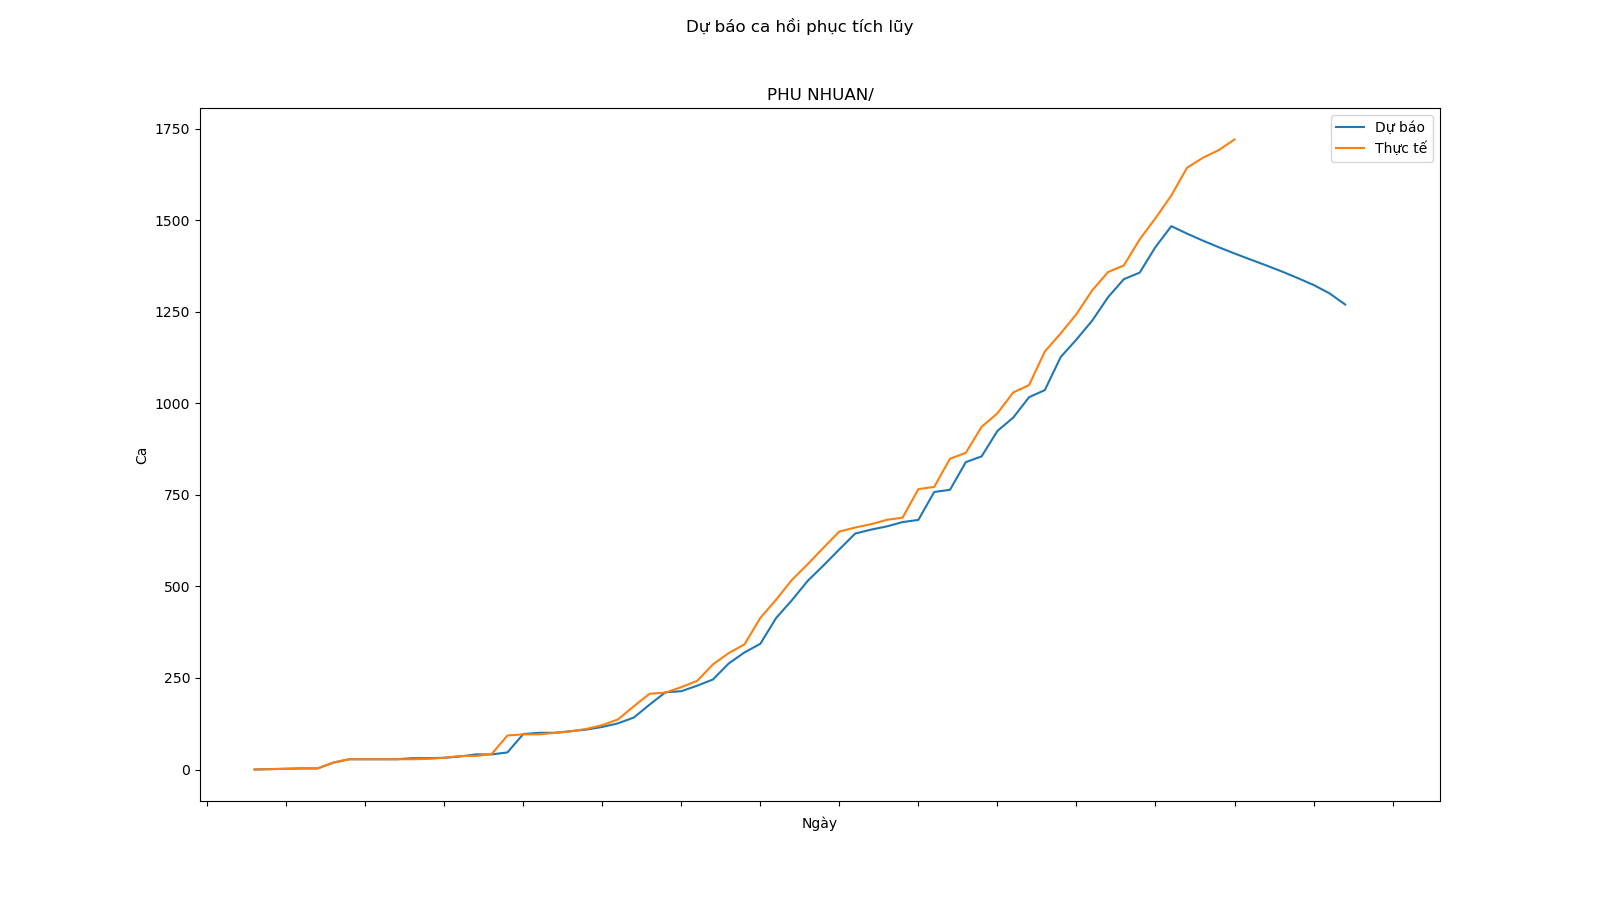 Dự báo ca hồi phục tích lũy
PHU NHUAN/
Dự báo
Thực tế
1750
1500
1250
1000
750
500
250
0
Ca
Ngày